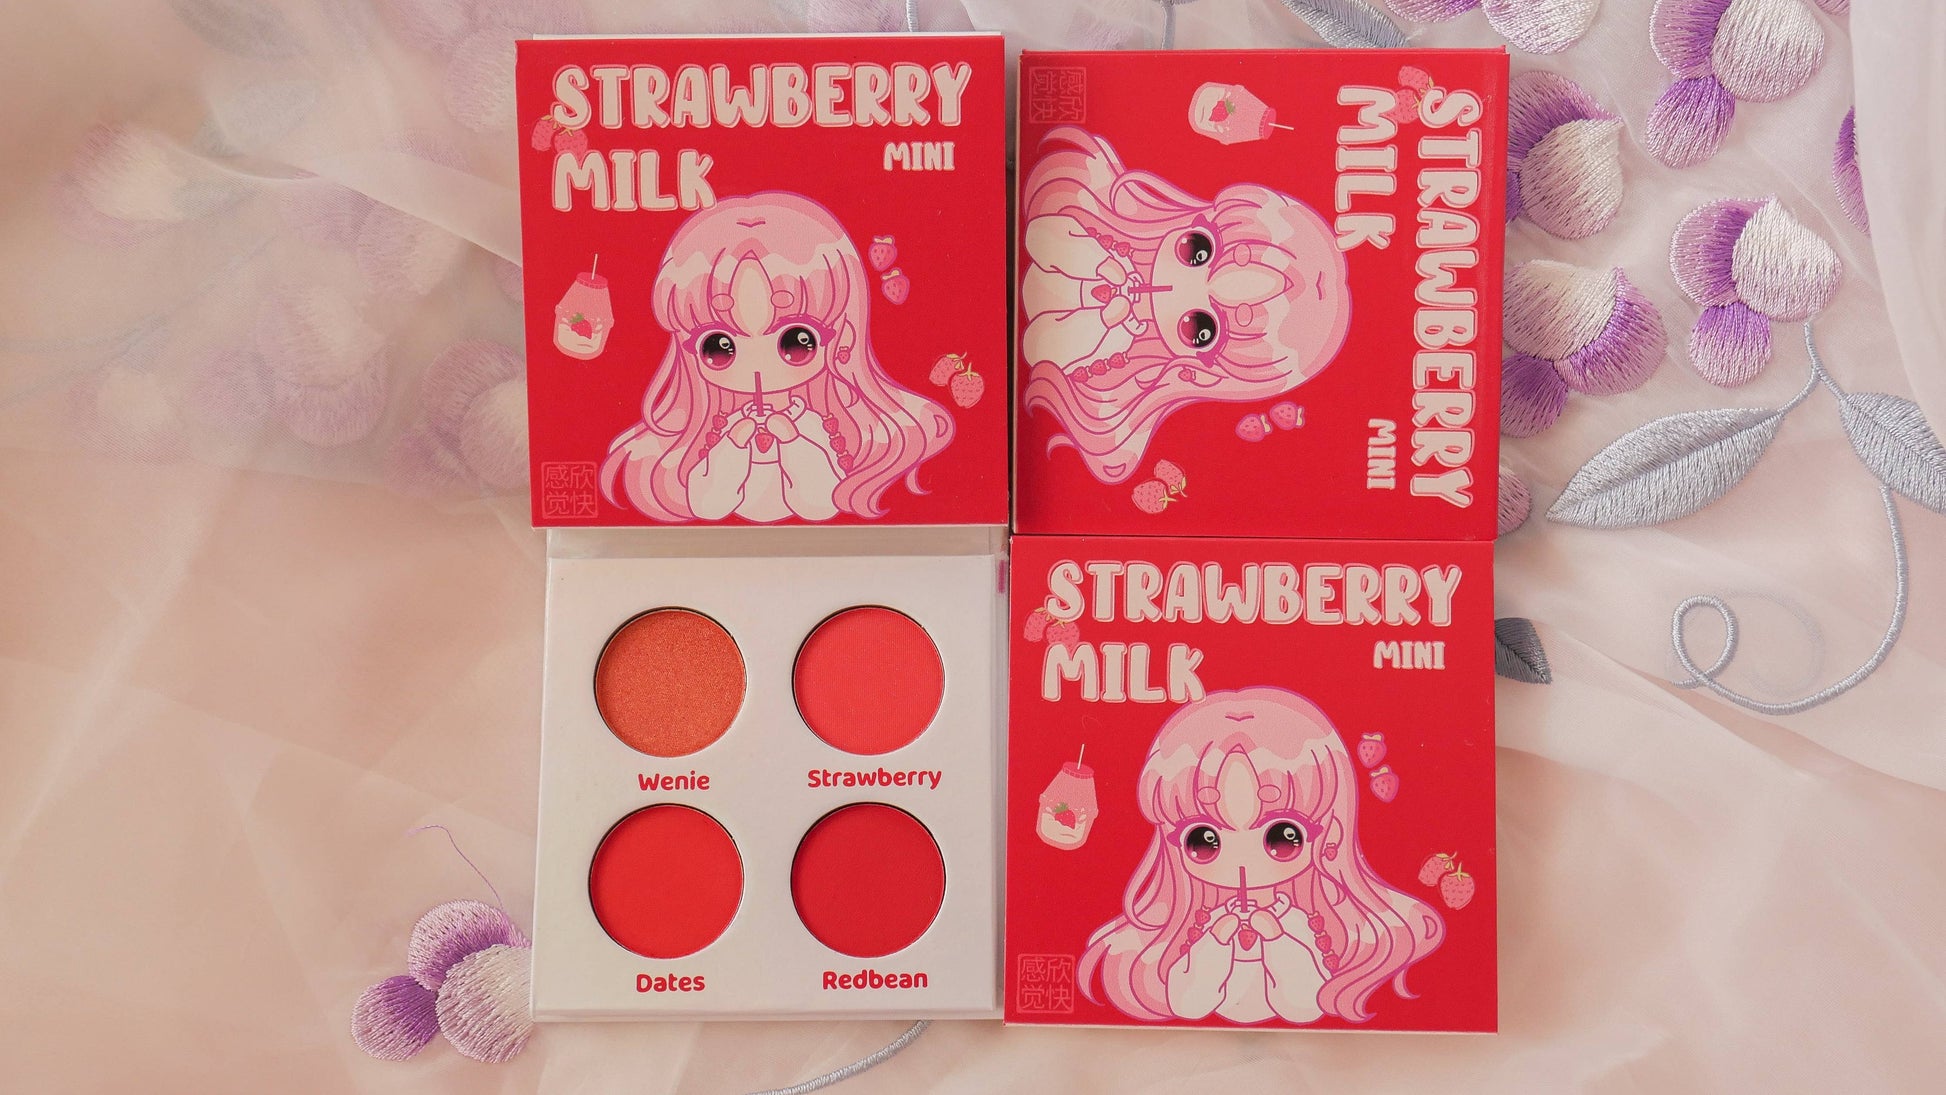 STRAWBERRY
MILK
MINI
感欣
觉快
STRAWBERRY
MILK
MINI
感欣
觉快
Wenie
Strawberry
Dates
Redbean
STRAWBERRY
MILK
MINI
感欣
觉快